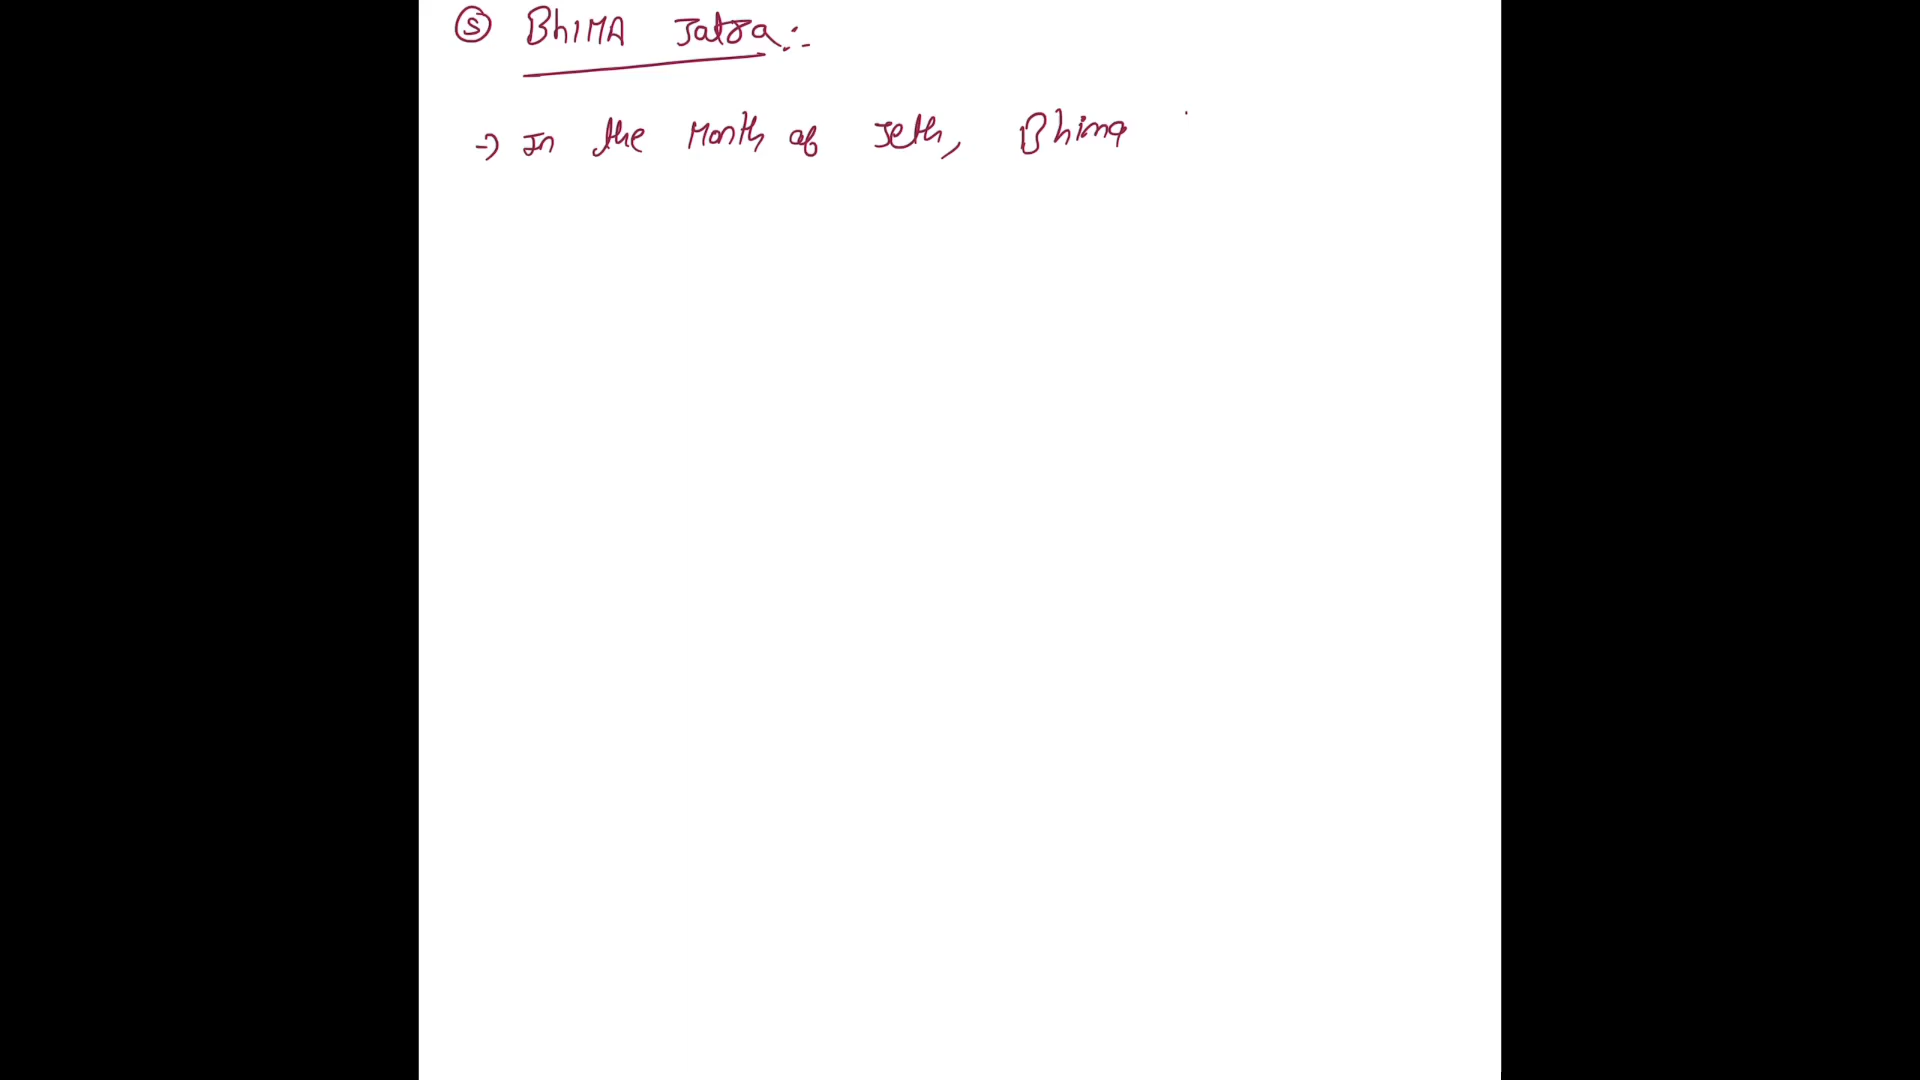 ⑤ BhIMA Jatra:-
→ In the Month of Jeth, Bhima